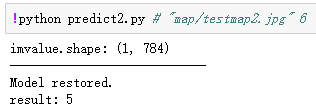 !python predict2.py # "map/testmap2.jpg" 6
imvalue.shape: (1, 784)
Model restored.
result: 5